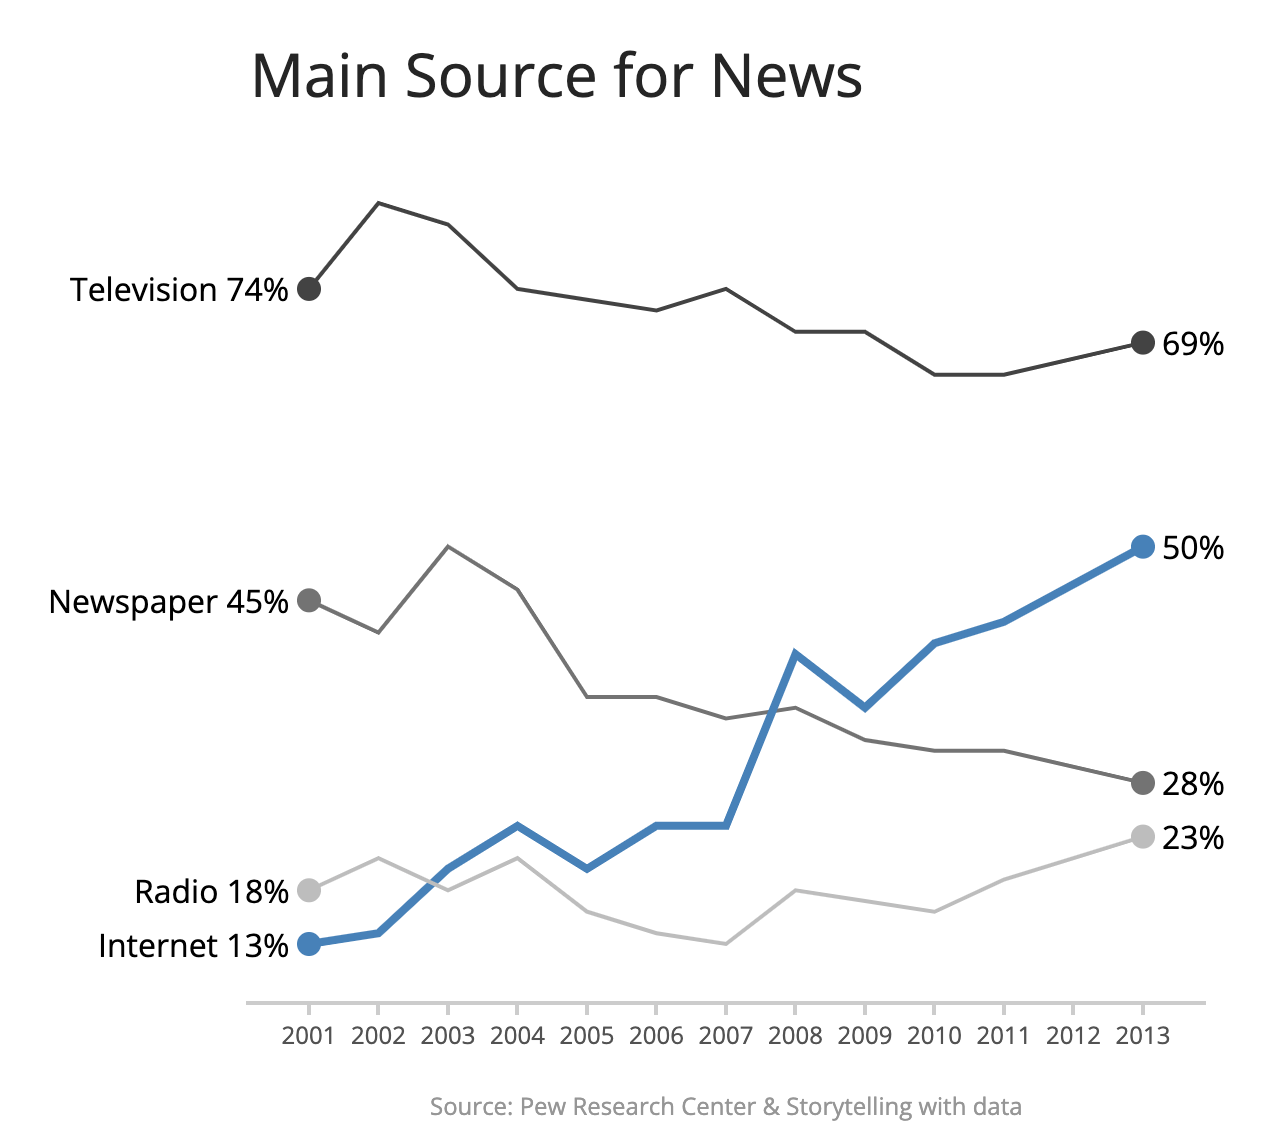 Main Source for News
Television 74%
69%
50%
Newspaper 45%
28%
23%
Radio 18%
Internet 13%
2001 2002 2003 2004 2005 2006 2007 2008 2009 2010 2011 2012 2013
Source: Pew Research Center & Storytelling with data